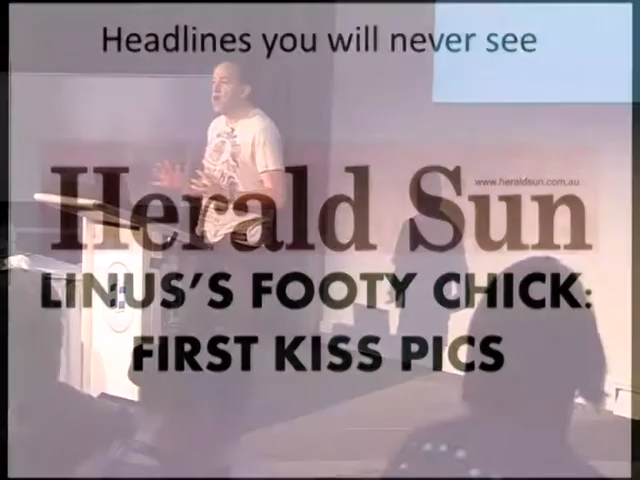 Headlines you will never see
Herald Sun
www.heraldsun.com.au
LINUS'S FOOTY CHICK:
FIRST KISS PICS